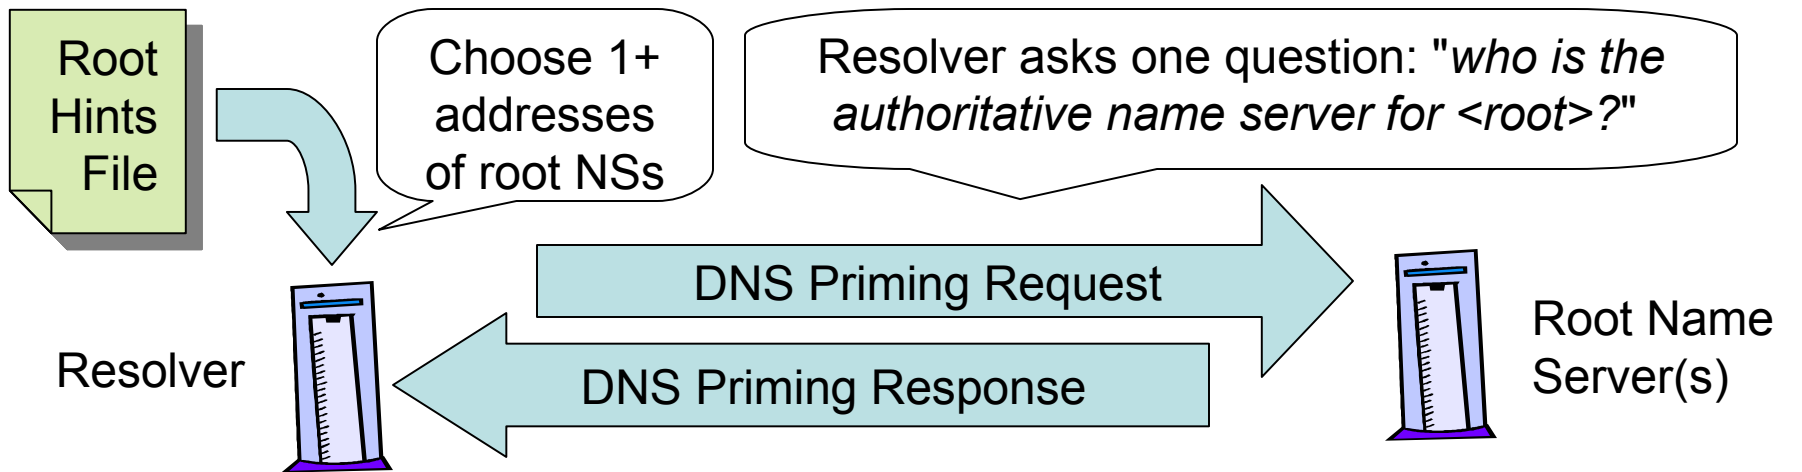 Root
Hints
File
Choose 1+
addresses
of root NSs
Resolver asks one question: "who is the
authoritative name server for <root>?"
DNS Priming Request
DNS Priming Response
Resolver
Root Name
Server(s)